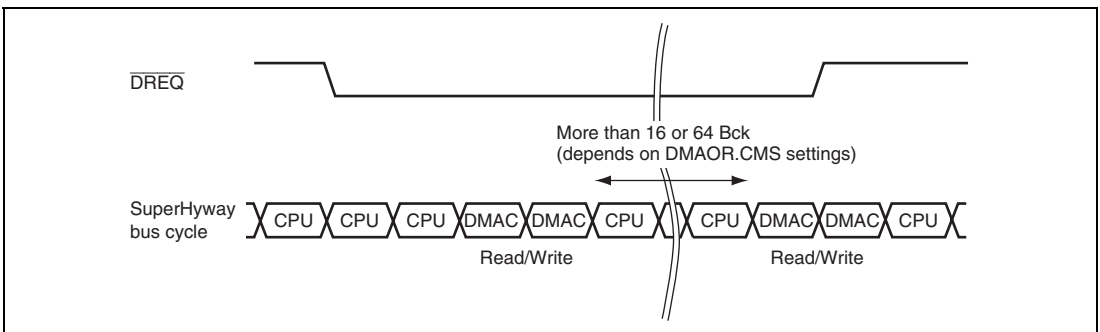 DREQ
More than 16 or 64 Bck
(depends on DMAOR.CMS settings)
SuperHyway
bus cycle
CPU CPU CPU DMAC DMAC CPU CPU DMAC DMAC CPU
Read/Write Read/Write